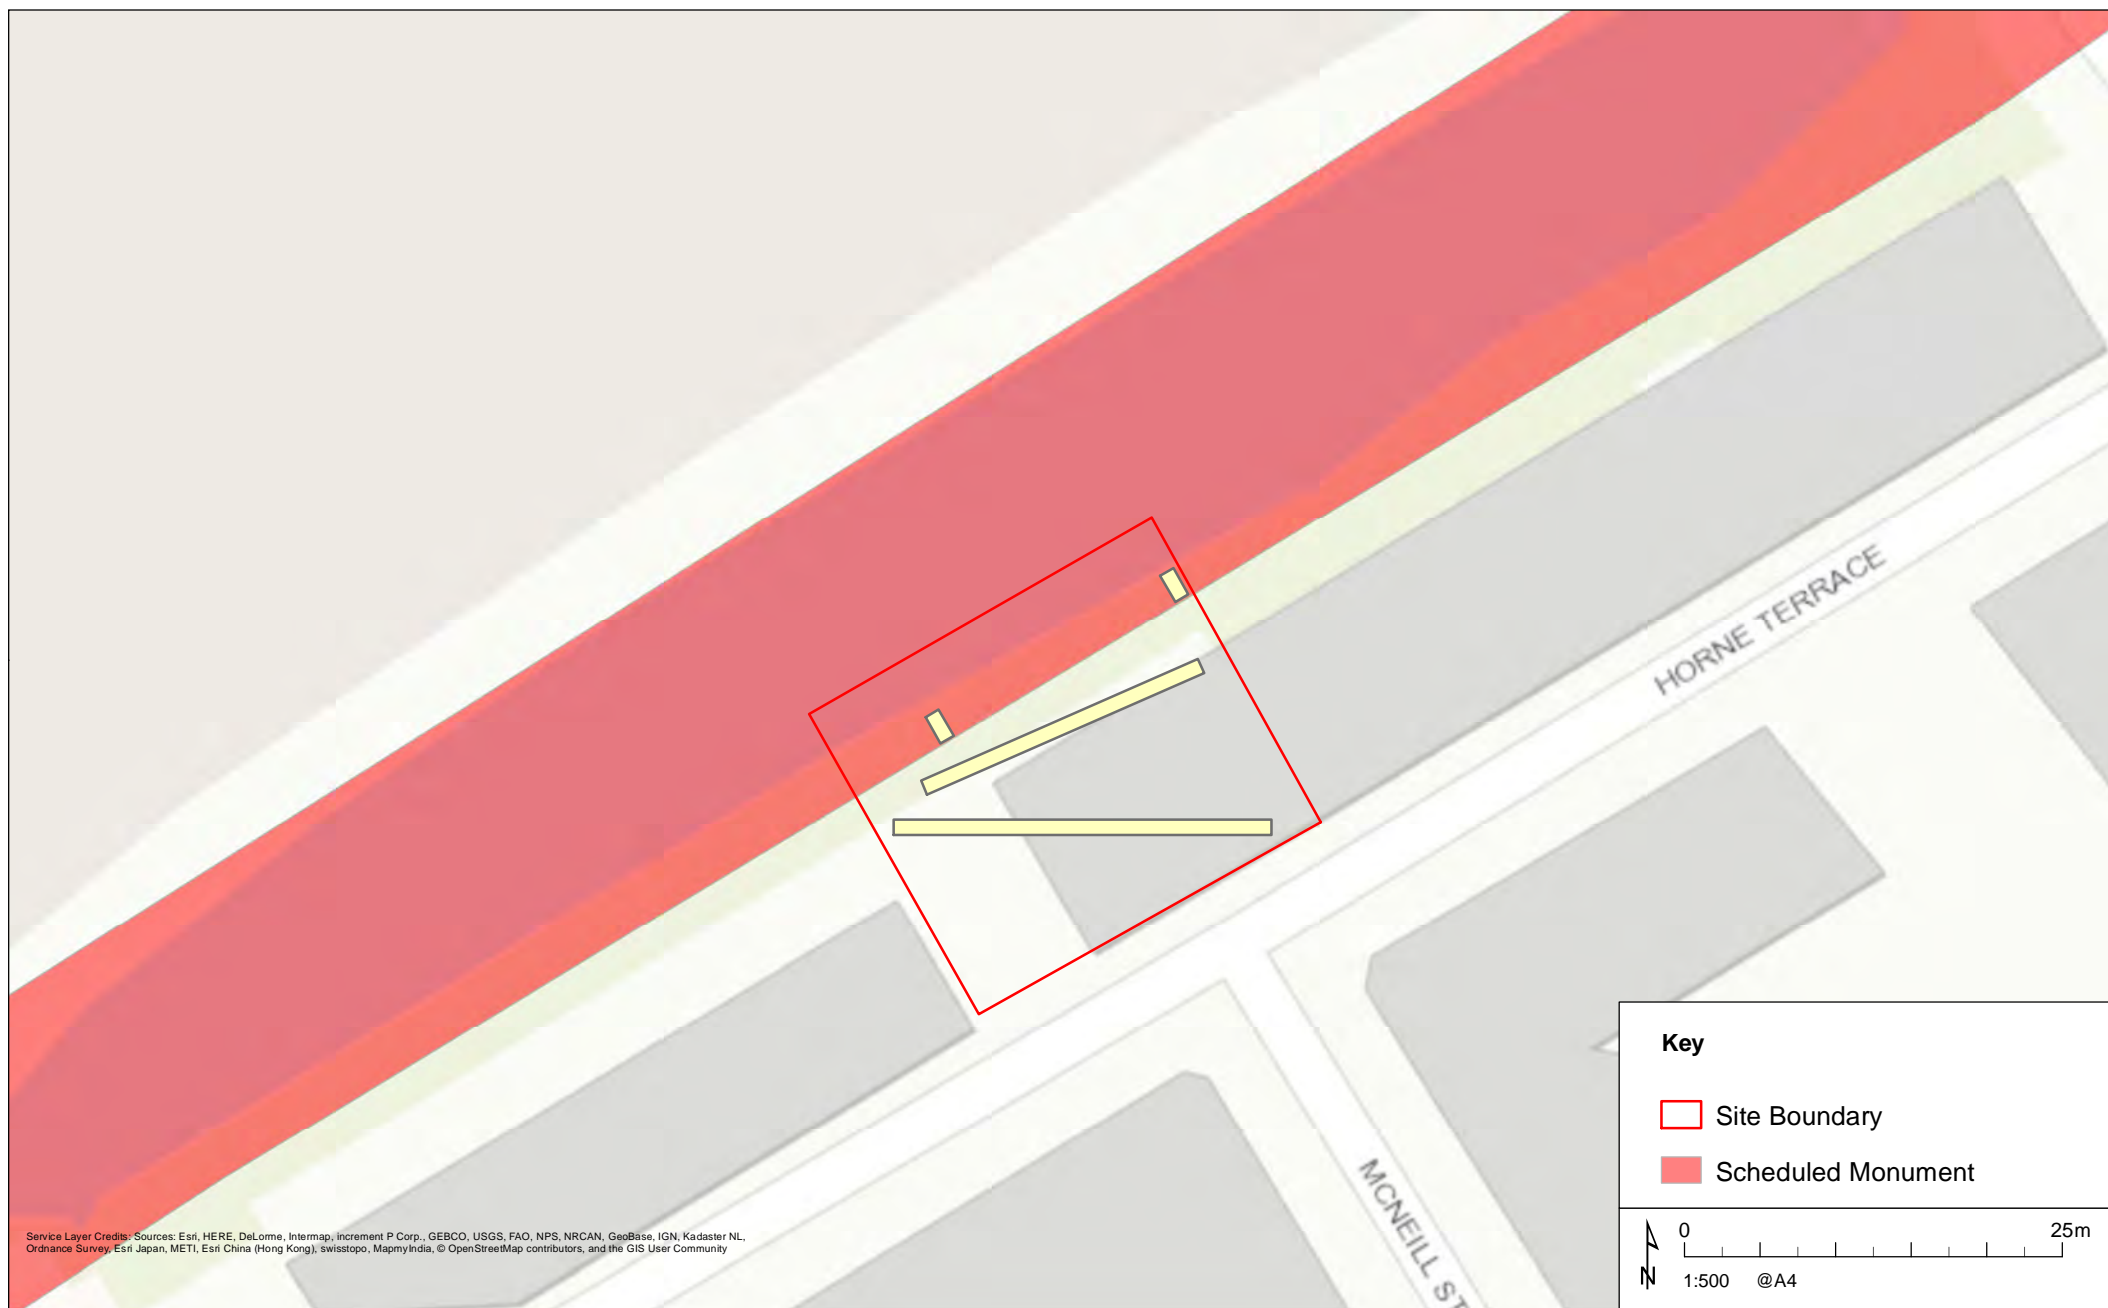 HORNE TERRACE
MCNEILL ST
Key
Site Boundary
Scheduled Monument
0 25m
N
1:500 @A4
Service Layer Credits: Sources: Esri, HERE, DeLorme, Intermap, increment P Corp., GEBCO, USGS, FAO, NPS, NRCAN, GeoBase, IGN, Kadaster NL,
Ordnance Survey, Esri Japan, METI, Esri China (Hong Kong), swisstopo, MapmyIndia, © OpenStreetMap contributors, and the GIS User Community